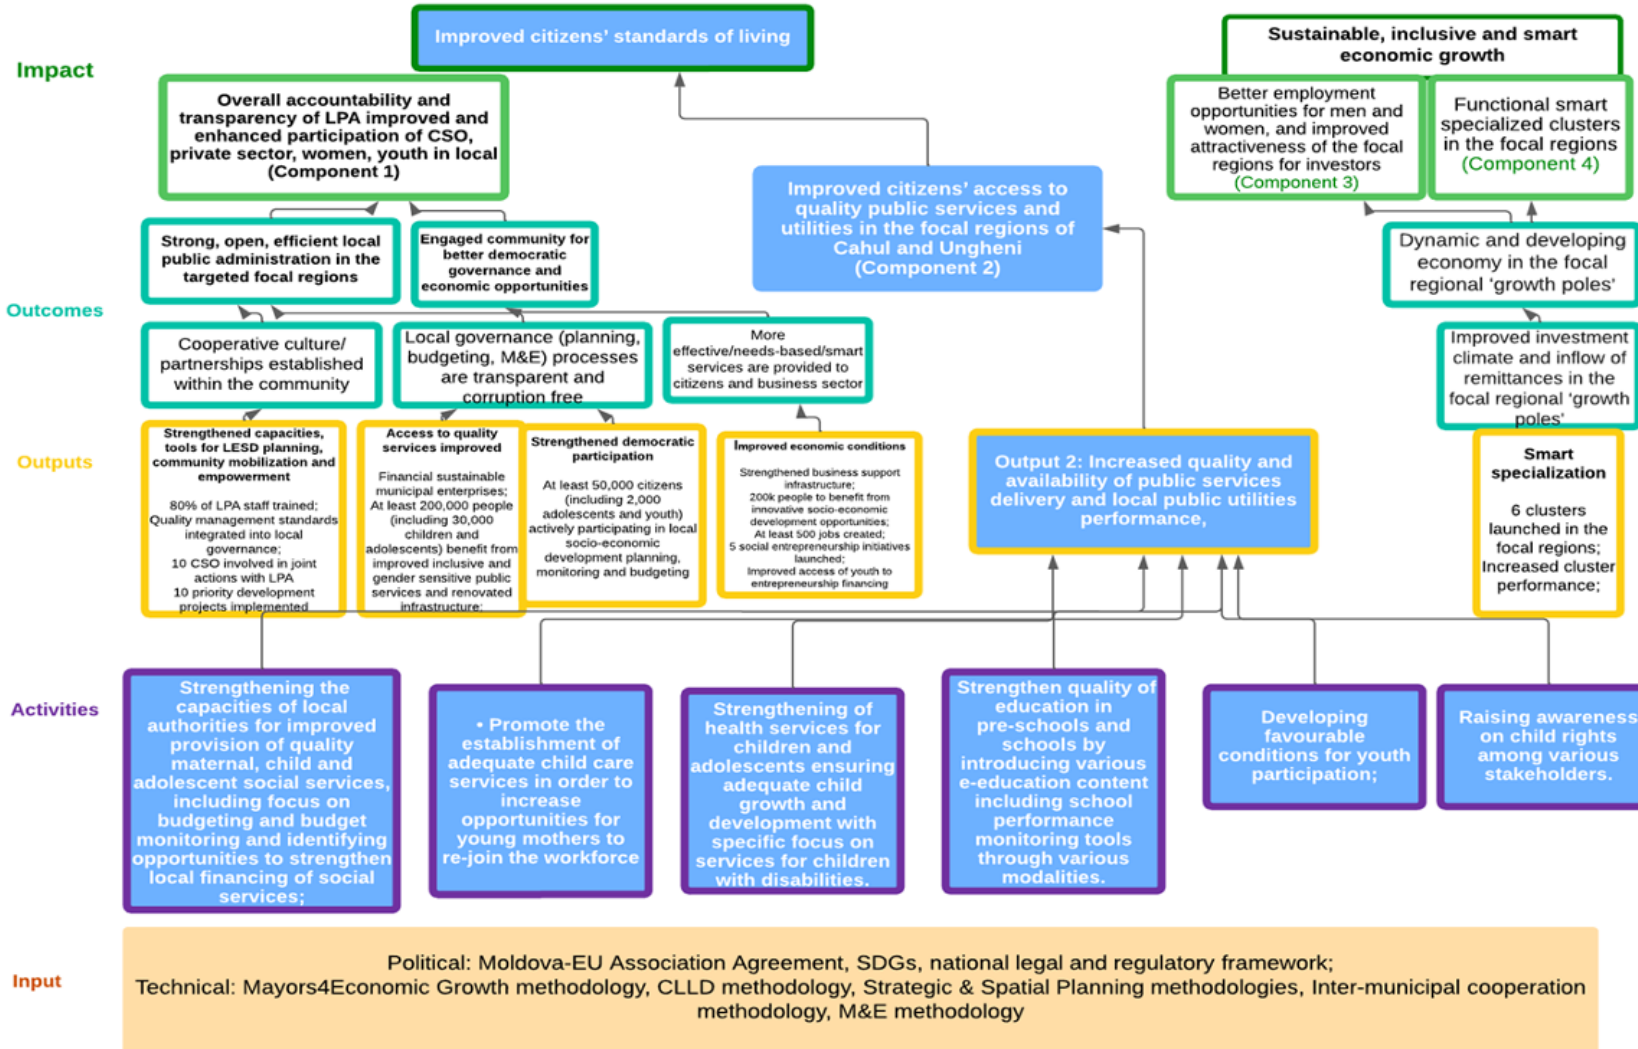 Impact
Improved citizens' standards of living
Sustainable, inclusive and smart
economic growth
Overall accountability and
transparency of LPA improved and
enhanced participation of CSO,
private sector, women, youth in local
(Component 1)
Better employment
opportunities for men and
women, and improved
attractiveness of the focal
regions for investors
(Component 3)
Functional smart
specialized clusters
in the focal regions
(Component 4)
Improved citizens' access to
quality public services and
utilities in the focal regions of
Cahul and Ungheni
(Component 2)
Outcomes
Strong, open, efficient local
public administration in the
targeted focal regions
Engaged community for
better democratic
governance and
economic opportunities
Dynamic and developing
economy in the focal
regional 'growth poles'
Cooperative culture/
partnerships established
within the community
Local governance (planning,
budgeting, M&E) processes
are transparent and
corruption free
More
effective/needs-based/smart
services are provided to
citizens and business sector
Improved investment
climate and inflow of
remittances in the
focal regional 'growth
poles'
Outputs
Strengthened capacities,
tools for LESD planning,
community mobilization and
empowerment
80% of LPA staff trained;
Quality management standards
integrated into local
governance;
10 CSO involved in joint
actions with LPA
10 priority development
projects implemented
Access to quality
services improved
Financial sustainable
municipal enterprises;
At least 200,000 people
(including 30,000
children and
adolescents) benefit from
improved inclusive and
gender sensitive public
services and renovated
infrastructure;
Strengthened democratic
participation
At least 50,000 citizens
(including 2,000
adolescents and youth)
actively participating in local
socio-economic
development planning,
monitoring and budgeting
Improved economic conditions
Strengthened business support
infrastructure;
200k people to benefit from
innovative socio-economic
development opportunities;
At least 500 jobs created;
5 social entrepreneurship initiatives
launched;
Improved access of youth to
entrepreneurship financing
Output 2: Increased quality and
availability of public services
delivery and local public utilities
performance,
Smart
specialization
6 clusters
launched in the
focal regions;
Increased cluster
performance;
Activities
Strengthening the
capacities of local
authorities for improved
provision of quality
maternal, child and
adolescent social services,
including focus on
budgeting and budget
monitoring and identifying
opportunities to strengthen
local financing of social
services;
• Promote the
establishment of
adequate child care
services in order to
increase
opportunities for
young mothers to
re-join the workforce
Strengthening of
health services for
children and
adolescents ensuring
adequate child
growth and
development with
specific focus on
services for children
with disabilities.
Strengthen quality of
education in
pre-schools and
schools by
introducing various
e-education content
including school
performance
monitoring tools
through various
modalities.
Developing
favourable
conditions for youth
participation;
Raising awareness
on child rights
among various
stakeholders.
Input
Political: Moldova-EU Association Agreement, SDGs, national legal and regulatory framework;
Technical: Mayors4Economic Growth methodology, CLLD methodology, Strategic & Spatial Planning methodologies, Inter-municipal cooperation
methodology, M&E methodology